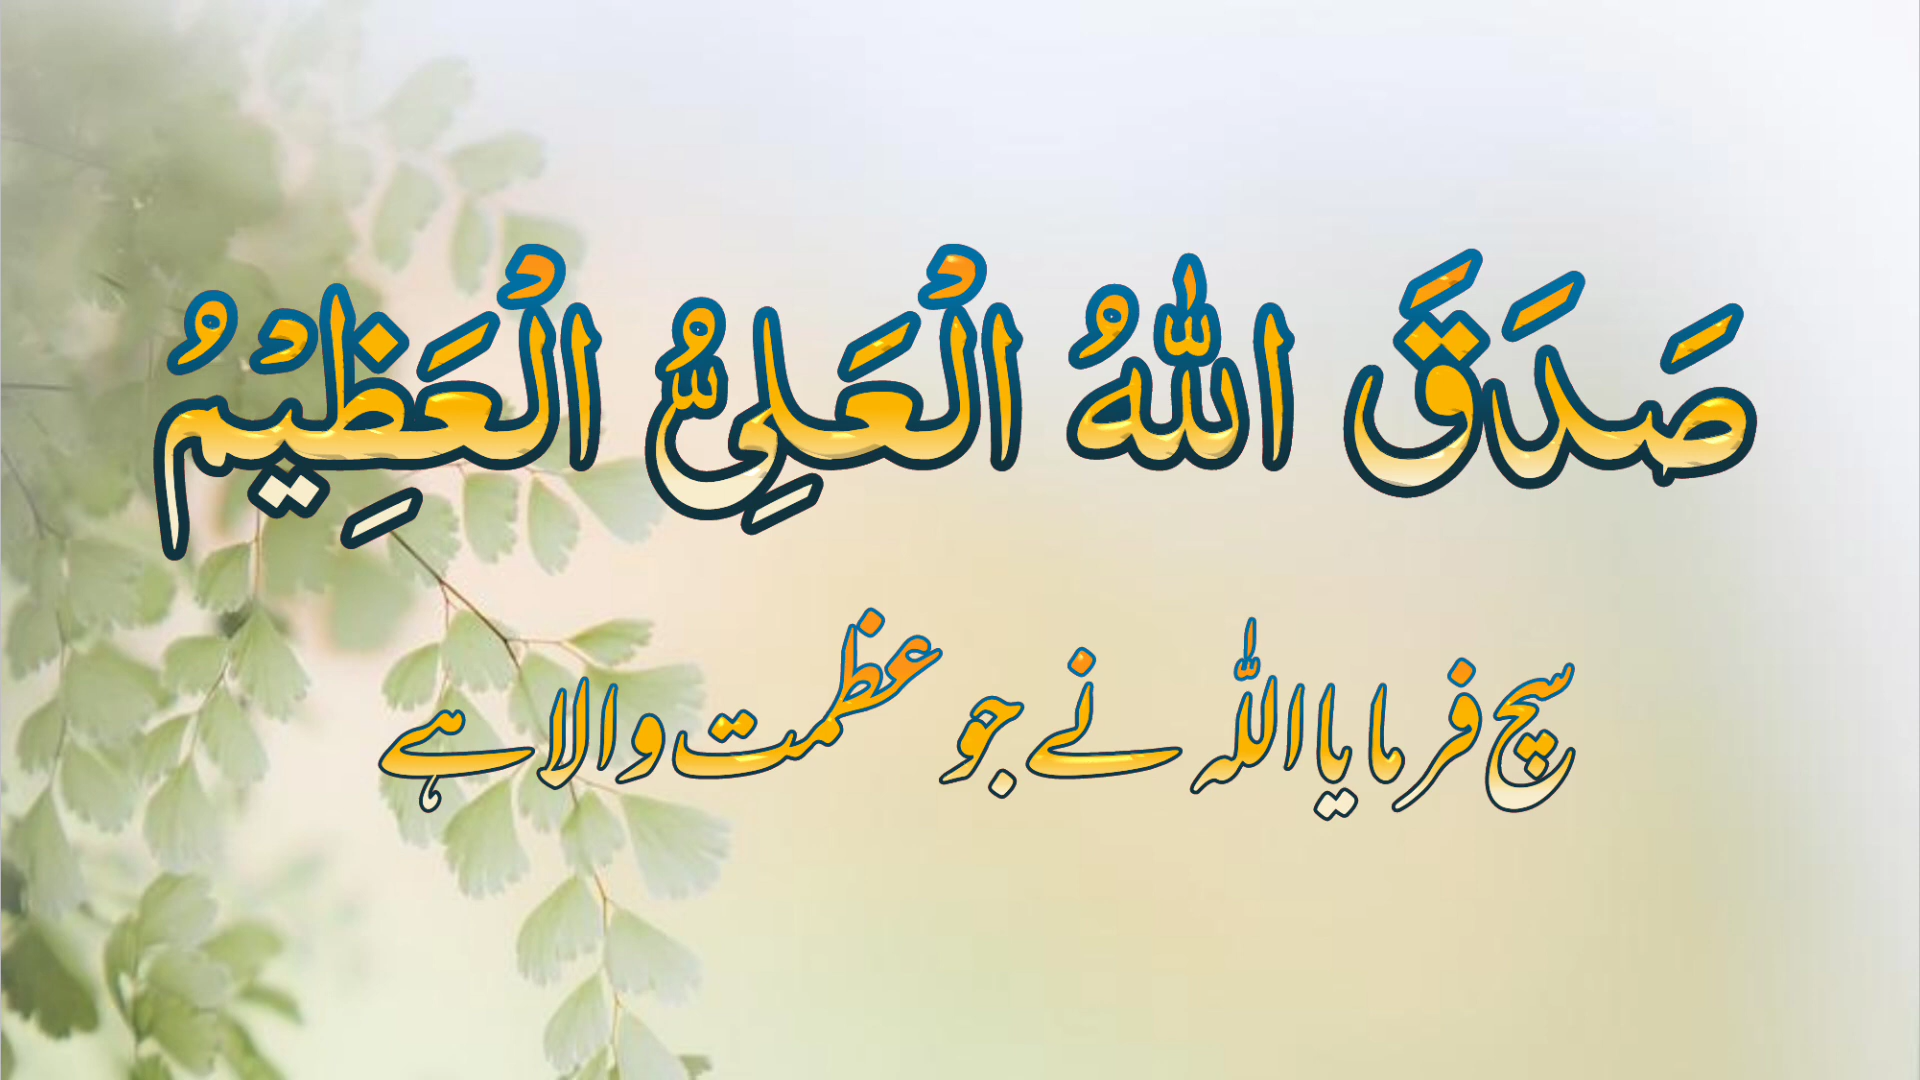 صَدَقَ اللّٰهُ الْعَلِیُّ الْعَظِیْمُ
سچ فرمایا اللہ نے جو عظمت والا ہے